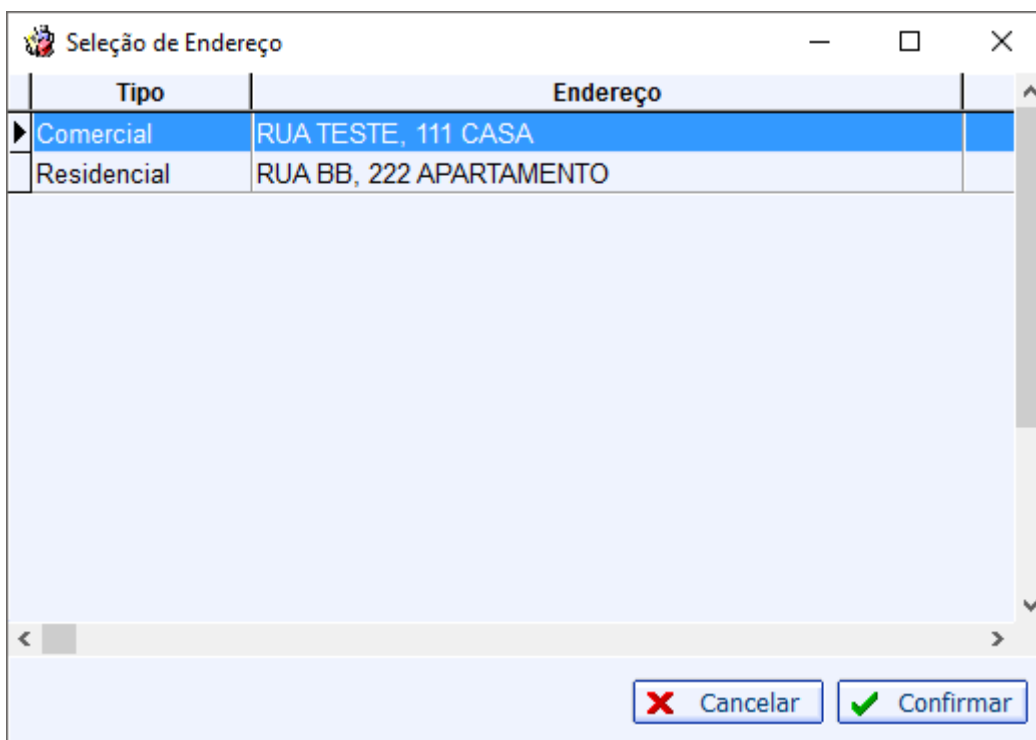 Seleção de Endereço
Tipo Endereço
Comercial RUA TESTE, 111 CASA
Residencial RUA BB, 222 APARTAMENTO
Cancelar Confirmar